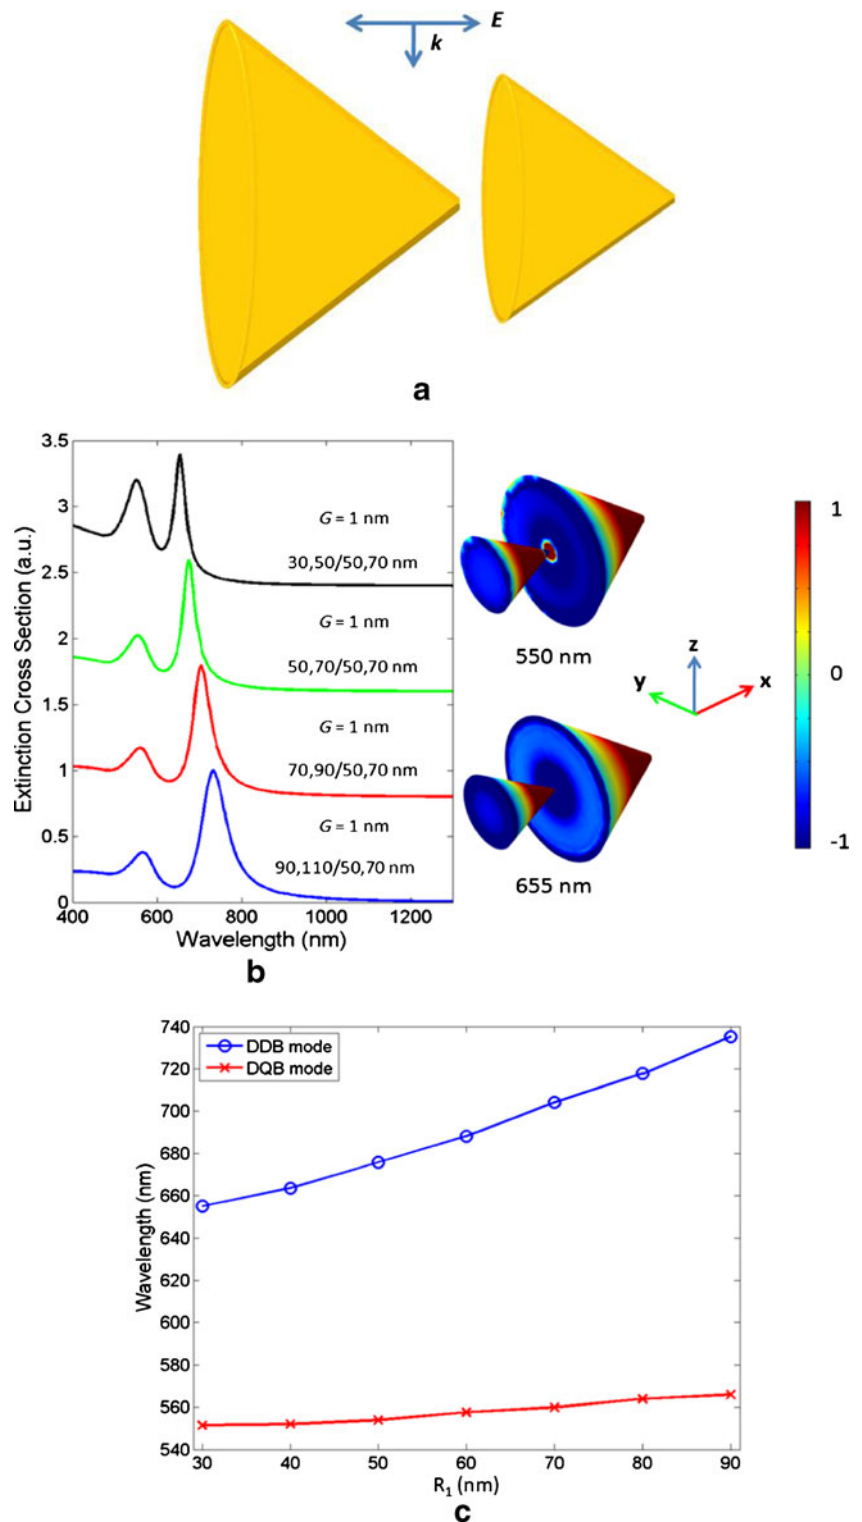 E
k
a
3.5
3
2.5
2
1.5
1
0.5
0
Extinction Cross Section (a.u.)
G = 1 nm
30,50/50,70 nm
G = 1 nm
50,70/50,70 nm
G = 1 nm
70,90/50,70 nm
G = 1 nm
90,110/50,70 nm
400 600 800 1000 1200
Wavelength (nm)
b
550 nm
655 nm
z
y
x
1
0
-1
740
720
700
680
660
640
620
600
580
560
540
Wavelength (nm)
DDB mode
DQB mode
30 40 50 60 70 80 90
R1 (nm)
c